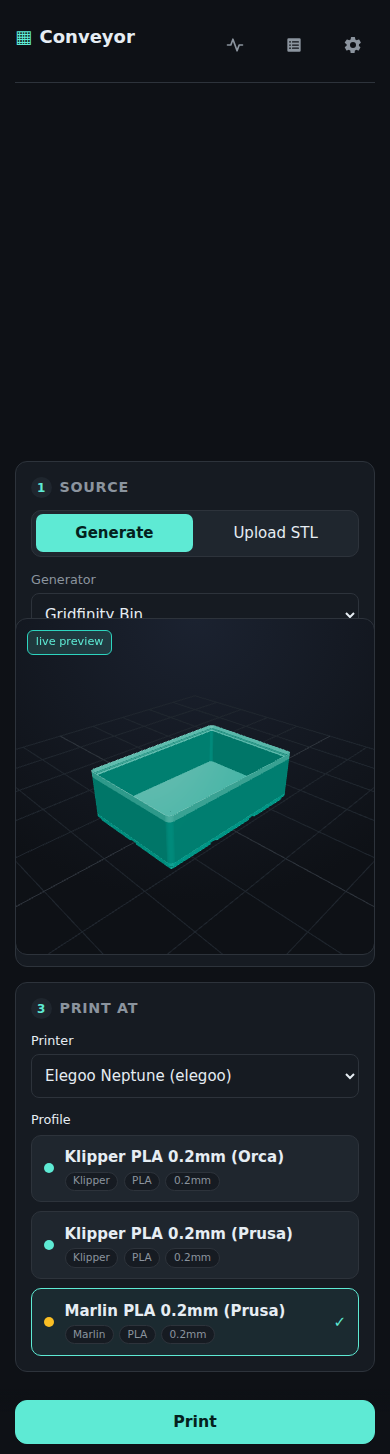 Conveyor
1 SOURCE
Generate Upload STL
Generator
Gridfinity Bin
live preview
3 PRINT AT
Printer
Elegoo Neptune (elegoo)
Profile
Klipper PLA 0.2mm (Orca)
Klipper PLA 0.2mm
Klipper PLA 0.2mm (Prusa)
Klipper PLA 0.2mm
Marlin PLA 0.2mm (Prusa) ✓
Marlin PLA 0.2mm
Print